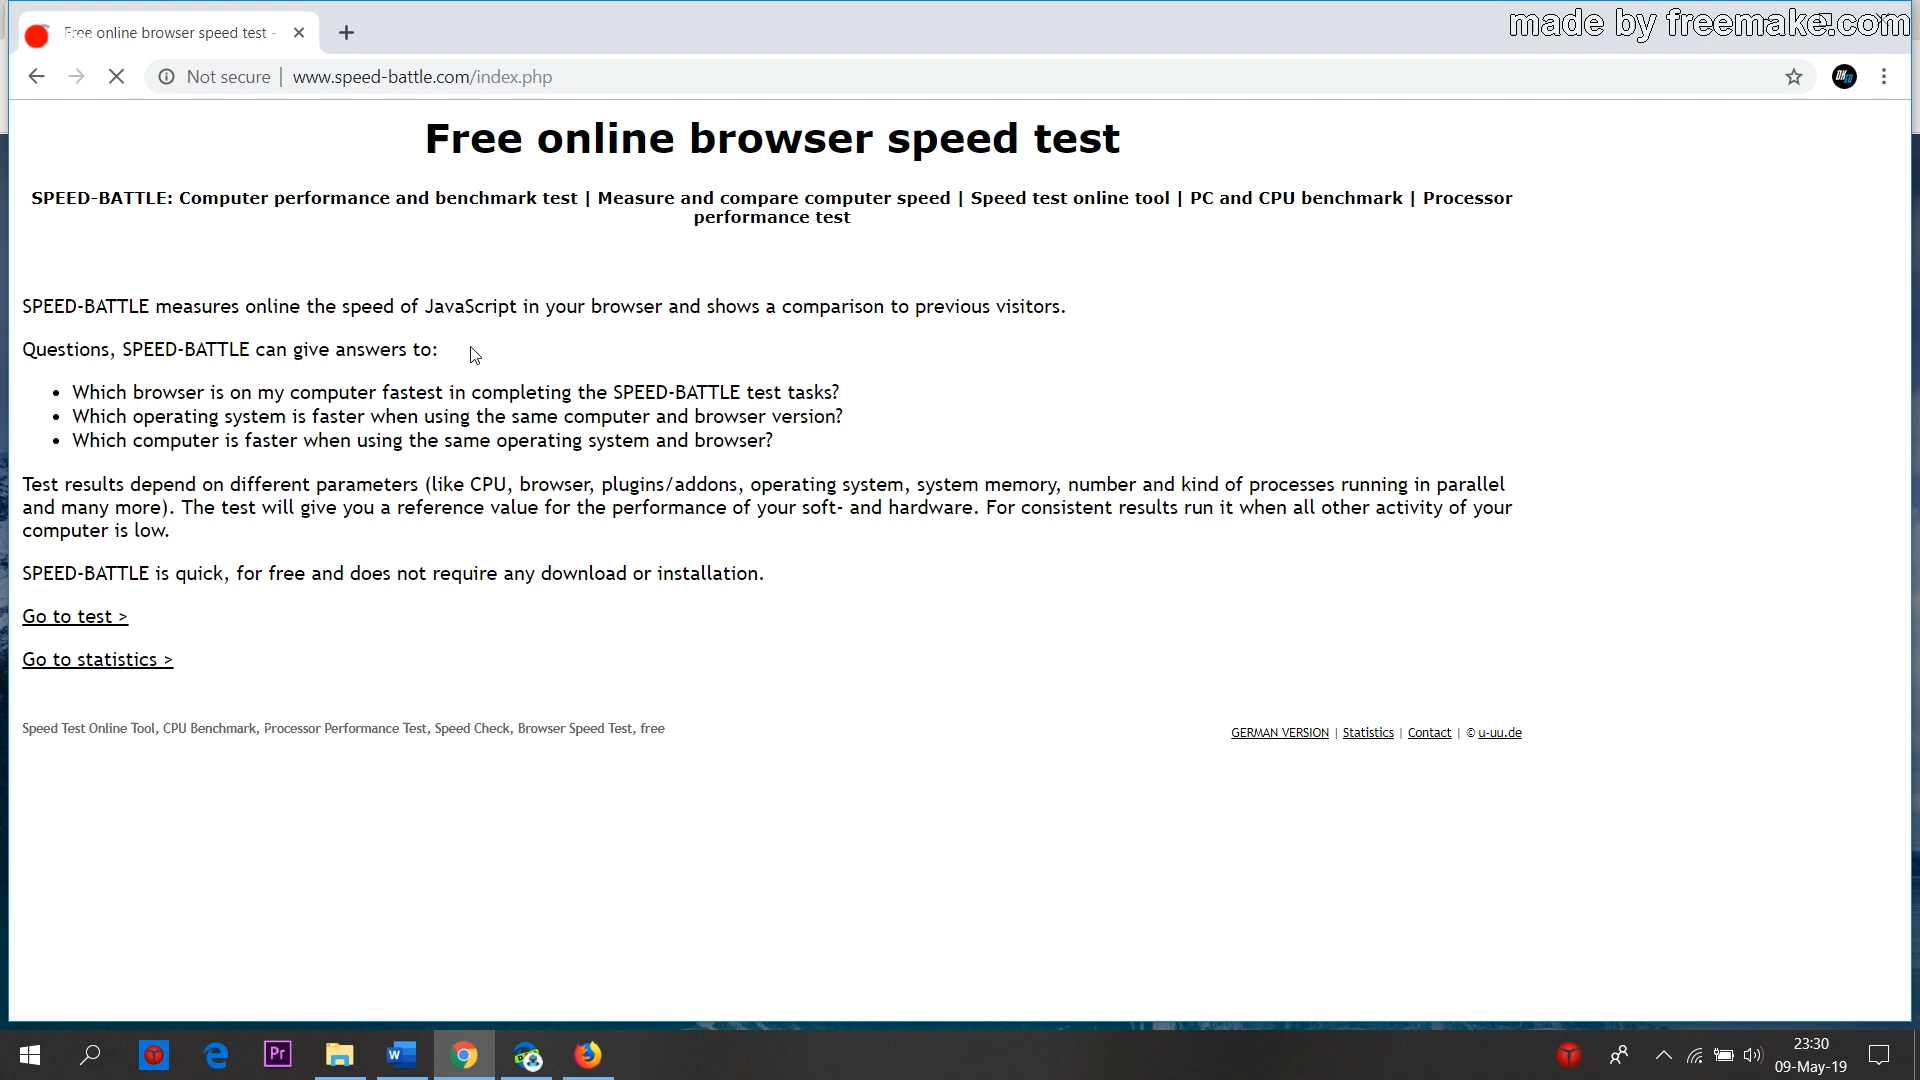 Free online browser speed test -
made by freemake.com
Not secure | www.speed-battle.com/index.php
Free online browser speed test
SPEED-BATTLE: Computer performance and benchmark test | Measure and compare computer speed | Speed test online tool | PC and CPU benchmark | Processor
performance test
SPEED-BATTLE measures online the speed of JavaScript in your browser and shows a comparison to previous visitors.
Questions, SPEED-BATTLE can give answers to:
• Which browser is on my computer fastest in completing the SPEED-BATTLE test tasks?
• Which operating system is faster when using the same computer and browser version?
• Which computer is faster when using the same operating system and browser?
Test results depend on different parameters (like CPU, browser, plugins/addons, operating system, system memory, number and kind of processes running in parallel
and many more). The test will give you a reference value for the performance of your soft- and hardware. For consistent results run it when all other activity of your
computer is low.
SPEED-BATTLE is quick, for free and does not require any download or installation.
Go to test >
Go to statistics >
Speed Test Online Tool, CPU Benchmark, Processor Performance Test, Speed Check, Browser Speed Test, free
GERMAN VERSION | Statistics | Contact | © u-uu.de
Pr
W
23:30
09-May-19